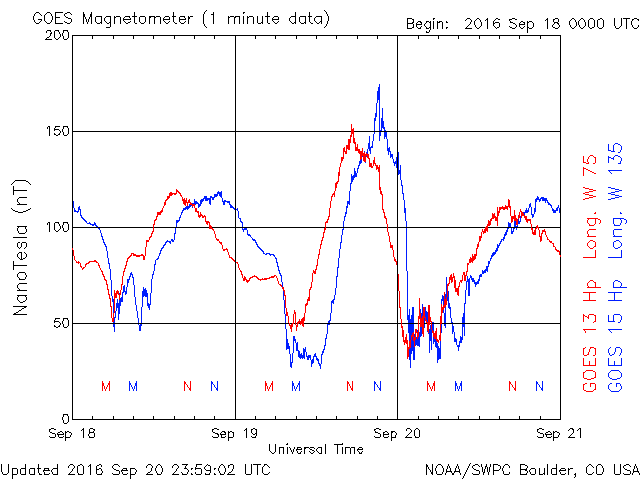 GOES Magnetometer (1 minute data)
Begin: 2016 Sep 18 0000 UTC
200
150
100
50
0
NanoTesla (nT)
M M N N M M N N M M N N
Sep 18 Sep 19 Sep 20 Sep 21
Universal Time
GOES 13 Hp Long. W 75
GOES 15 Hp Long. W 135
Updated 2016 Sep 20 23:59:02 UTC
NOAA/SWPC Boulder, CO USA